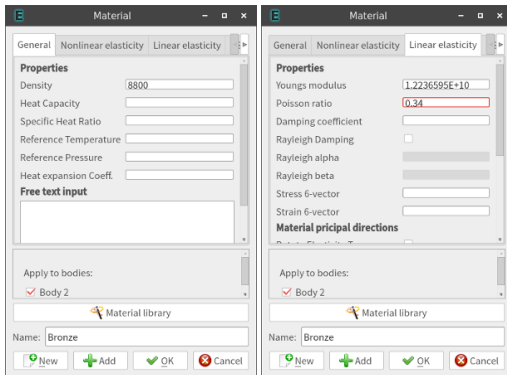 Material
General Nonlinear elasticity Linear elasticity
Properties
Density 8800
Heat Capacity
Specific Heat Ratio
Reference Temperature
Reference Pressure
Heat expansion Coeff.
Free text input
Apply to bodies:
Body 2
Material library
Name: Bronze
New Add OK Cancel
Material
General Nonlinear elasticity Linear elasticity
Properties
Youngs modulus 1.2236595E+10
Poisson ratio 0.34
Damping coefficient
Rayleigh Damping
Rayleigh alpha
Rayleigh beta
Stress 6-vector
Strain 6-vector
Material pricipal directions
Apply to bodies:
Body 2
Material library
Name: Bronze
New Add OK Cancel